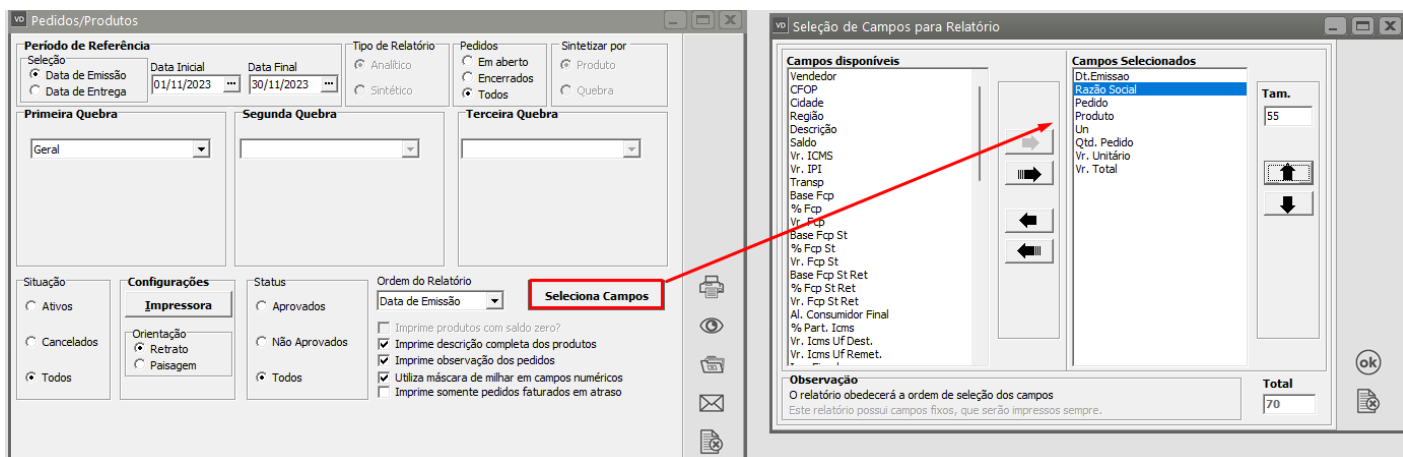 VD Pedidos/Produtos
Período de Referência
Seleção
Data de Emissão
Data de Entrega
Data Inicial
01/11/2023 ...
Data Final
30/11/2023 ...
Tipo de Relatório
Analítico
Sintético
Pedidos
Em aberto
Encerrados
Todos
Sintetizar por
Produto
Quebra
Primeira Quebra
Geral
Segunda Quebra
Terceira Quebra
Situação
Ativos
Cancelados
Todos
Configurações
Impressora
Orientação
Retrato
Paisagem
Status
Aprovados
Não Aprovados
Todos
Ordem do Relatório
Data de Emissão
Seleciona Campos
Imprime produtos com saldo zero?
Imprime descrição completa dos produtos
Imprime observação dos pedidos
Utiliza máscara de milhar em campos numéricos
Imprime somente pedidos faturados em atraso
VD Seleção de Campos para Relatório
Campos disponíveis
Vendedor
CFOP
Cidade
Região
Descrição
Saldo
Vr. ICMS
Vr. IPI
Transp
Base Fcp
% Fcp
Vr. Fcp
Base Fcp St
% Fcp St
Vr. Fcp St
Base Fcp St Ret
% Fcp St Ret
Vr. Fcp St Ret
Al. Consumidor Final
% Part. Icms
Vr. Icms Uf Dest.
Vr. Icms Uf Remet.
Campos Selecionados
Dt.Emissao
Razão Social
Pedido
Produto
Un
Qtd. Pedido
Vr. Unitário
Vr. Total
Tam.
55
Observação
O relatório obedecerá a ordem de seleção dos campos
Este relatório possui campos fixos, que serão impressos sempre.
Total
70
ok